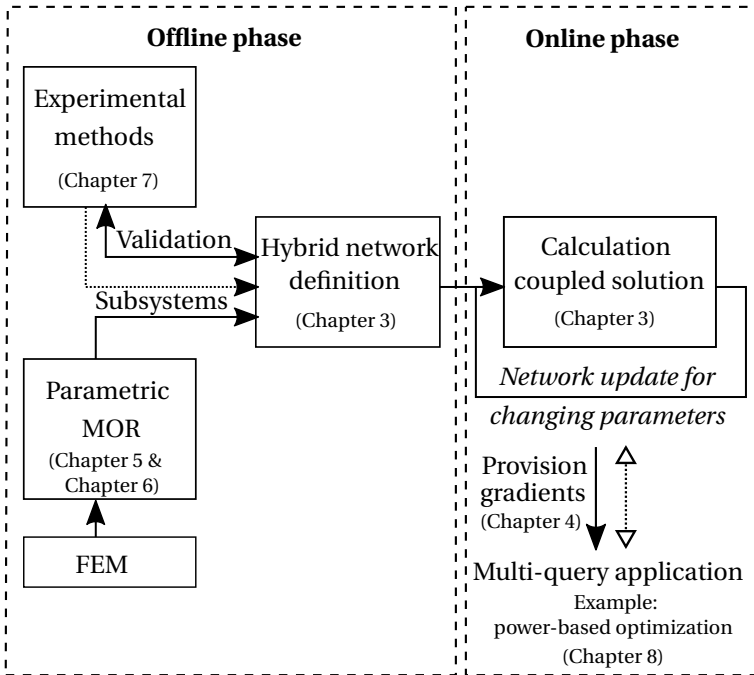 Offline phase
Experimental
methods
(Chapter 7)
Validation
Subsystems
Hybrid network
definition
(Chapter 3)
Parametric
MOR
(Chapter 5 &
Chapter 6)
FEM
Online phase
Calculation
coupled solution
(Chapter 3)
Network update for
changing parameters
Provision
gradients
(Chapter 4)
Multi-query application
Example:
power-based optimization
(Chapter 8)